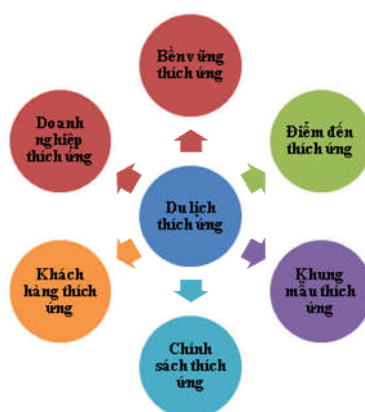 Bền vững
thích ứng
Doanh
nghiệp
thích ứng
Điểm đến
thích ứng
Du lịch
thích ứng
Khách
hàng thích
ứng
Khung
mẫu thích
ứng
Chính
sách thích
ứng